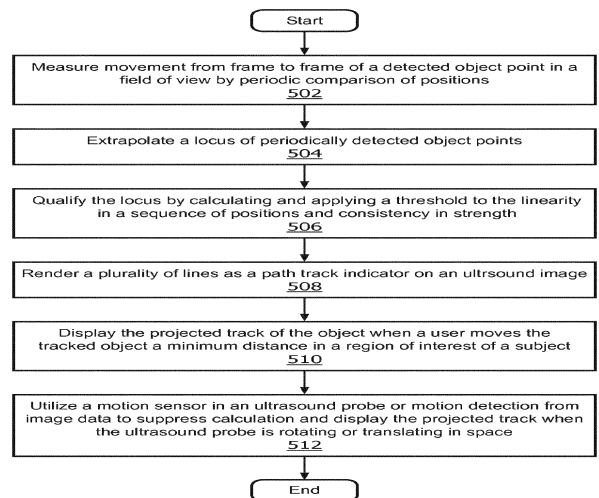 Start
Measure movement from frame to frame of a detected object point in a
field of view by periodic comparison of positions
502
Extrapolate a locus of periodically detected object points
504
Qualify the locus by calculating and applying a threshold to the linearity
in a sequence of positions and consistency in strength
506
Render a plurality of lines as a path track indicator on an ultrsound image
508
Display the projected track of the object when a user moves the
tracked object a minimum distance in a region of interest of a subject
510
Utilize a motion sensor in an ultrasound probe or motion detection from
image data to suppress calculation and display the projected track when
the ultrasound probe is rotating or translating in space
512
End